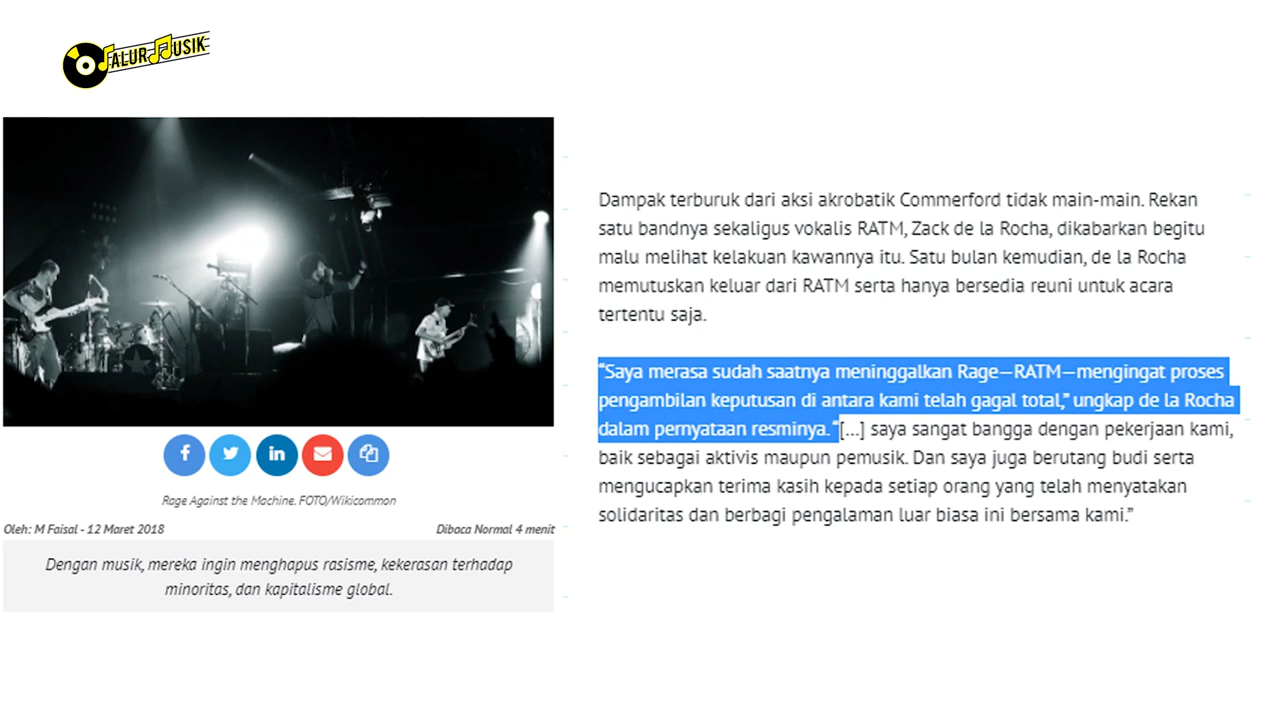 JALUR MUSIK
Rage Against the Machine. FOTO/Wikicommon
Oleh: M Faisal - 12 Maret 2018
Dibaca Normal 4 menit
Dengan musik, mereka ingin menghapus rasisme, kekerasan terhadap
minoritas, dan kapitalisme global.
Dampak terburuk dari aksi akrobatik Commerford tidak main-main. Rekan
satu bandnya sekaligus vokalis RATM, Zack de la Rocha, dikabarkan begitu
malu melihat kelakuan kawannya itu. Satu bulan kemudian, de la Rocha
memutuskan keluar dari RATM serta hanya bersedia reuni untuk acara
tertentu saja.
“Saya merasa sudah saatnya meninggalkan Rage—RATM—mengingat proses
pengambilan keputusan di antara kami telah gagal total,” ungkap de la Rocha
dalam pernyataan resminya. “[...] saya sangat bangga dengan pekerjaan kami,
baik sebagai aktivis maupun pemusik. Dan saya juga berutang budi serta
mengucapkan terima kasih kepada setiap orang yang telah menyatakan
solidaritas dan berbagi pengalaman luar biasa ini bersama kami.”